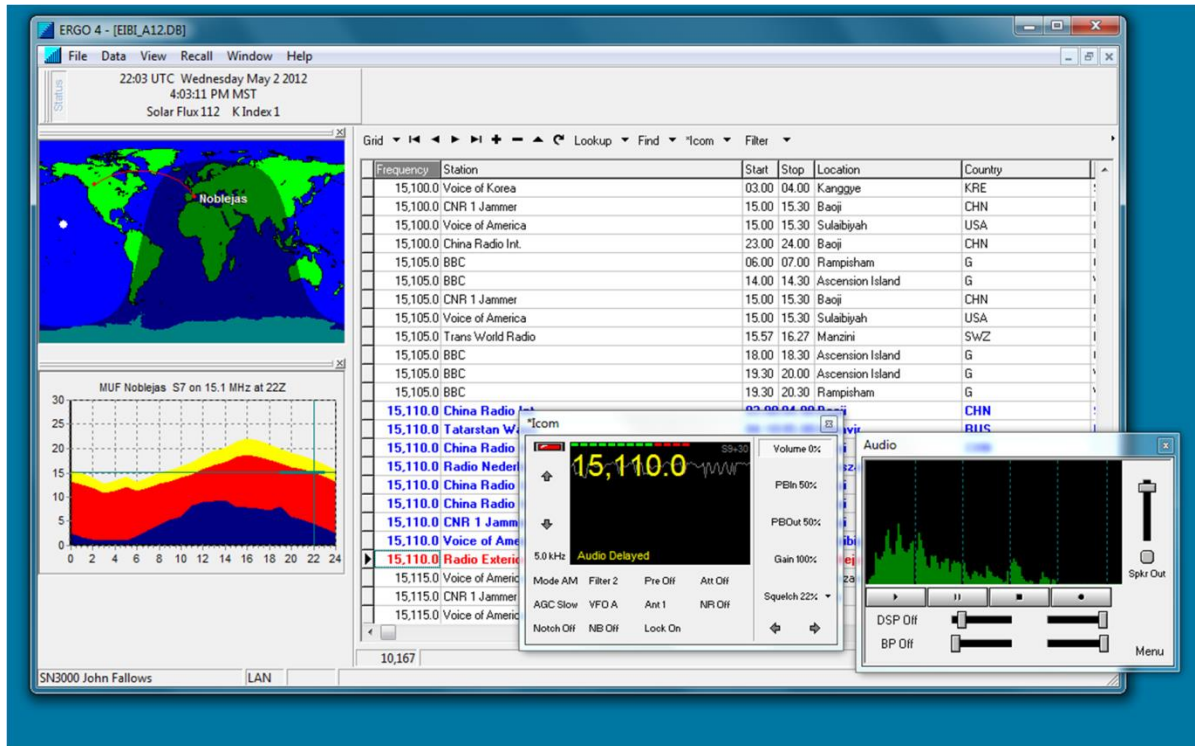 ERGO 4 - [EIBI_A12.DB]
File Data View Recall Window Help
Status
22:03 UTC Wednesday May 2 2012
4:03:11 PM MST
Solar Flux 112 K Index 1
Grid Lookup Find *Icom Filter
Noblejas
Frequency Station Start Stop Location Country
15,100.0 Voice of Korea 03.00 04.00 Kanggye KRE
15,100.0 CNR 1 Jammer 15.00 15.30 Baoji CHN
15,100.0 Voice of America 15.00 15.30 Sulaibiyah USA
15,100.0 China Radio Int. 23.00 24.00 Baoji CHN
15,105.0 BBC 06.00 07.00 Rampisham G
15,105.0 BBC 14.00 14.30 Ascension Island G
15,105.0 CNR 1 Jammer 15.00 15.30 Baoji CHN
15,105.0 Voice of America 15.00 15.30 Sulaibiyah USA
15,105.0 Trans World Radio 15.57 16.27 Manzini SWZ
15,105.0 BBC 18.00 18.30 Ascension Island G
15,105.0 BBC 19.30 20.00 Ascension Island G
15,105.0 BBC 19.30 20.30 Rampisham G
15,110.0 China Radio CHN
15,110.0 Tatarstan RUS
15,110.0 China Radio
15,110.0 Radio
15,110.0 China Radio
15,110.0 China Radio
15,110.0 CNR 1
15,110.0 Voice of
15,110.0 Radio
15,115.0 Voice of
15,115.0 CNR 1 Jammer
15,115.0 Voice of
10,167
MUF Noblejas S7 on 15.1 MHz at 22Z
30
25
20
15
10
5
0
0 2 4 6 8 10 12 14 16 18 20 22 24
*Icom
S9+30
15,110.0
Volume 0%
PBIn 50%
PBOut 50%
5.0 kHz Audio Delayed
Gain 100%
Mode AM Filter 2 Pre Off Att Off
AGC Slow VFO A Ant 1 NR Off
Squelch 22%
Notch Off NB Off Lock On
Audio
Spkr Out
DSP Off
BP Off
Menu
SN3000 John Fallows LAN